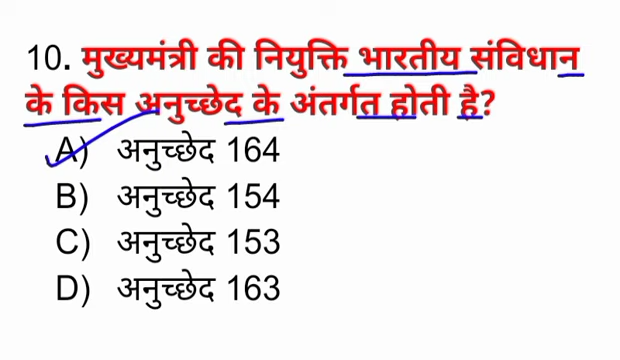 10. मुख्यमंत्री की नियुक्ति भारतीय संविधान
के किस अनुच्छेद के अंतर्गत होती है?
A) अनुच्छेद 164
B) अनुच्छेद 154
C) अनुच्छेद 153
D) अनुच्छेद 163